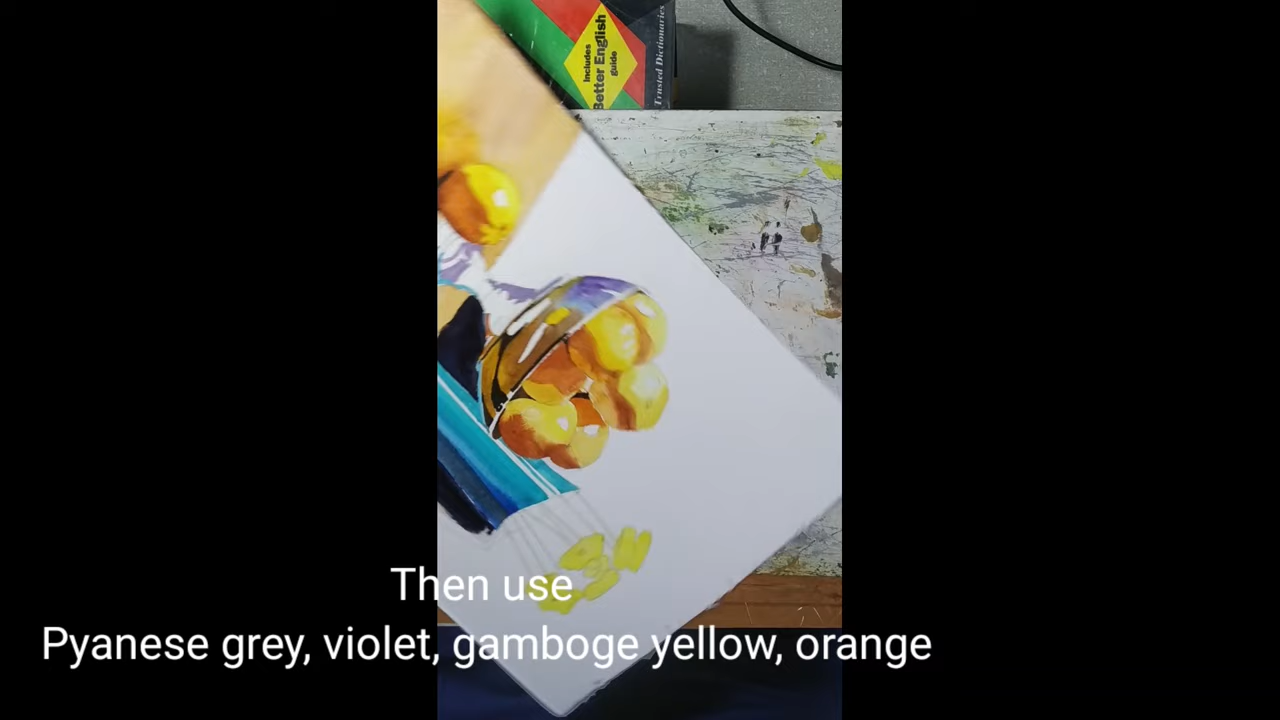 Includes
Better English
guide
Trusted Dictionaries
Then use
Pyanese grey, violet, gamboge yellow, orange